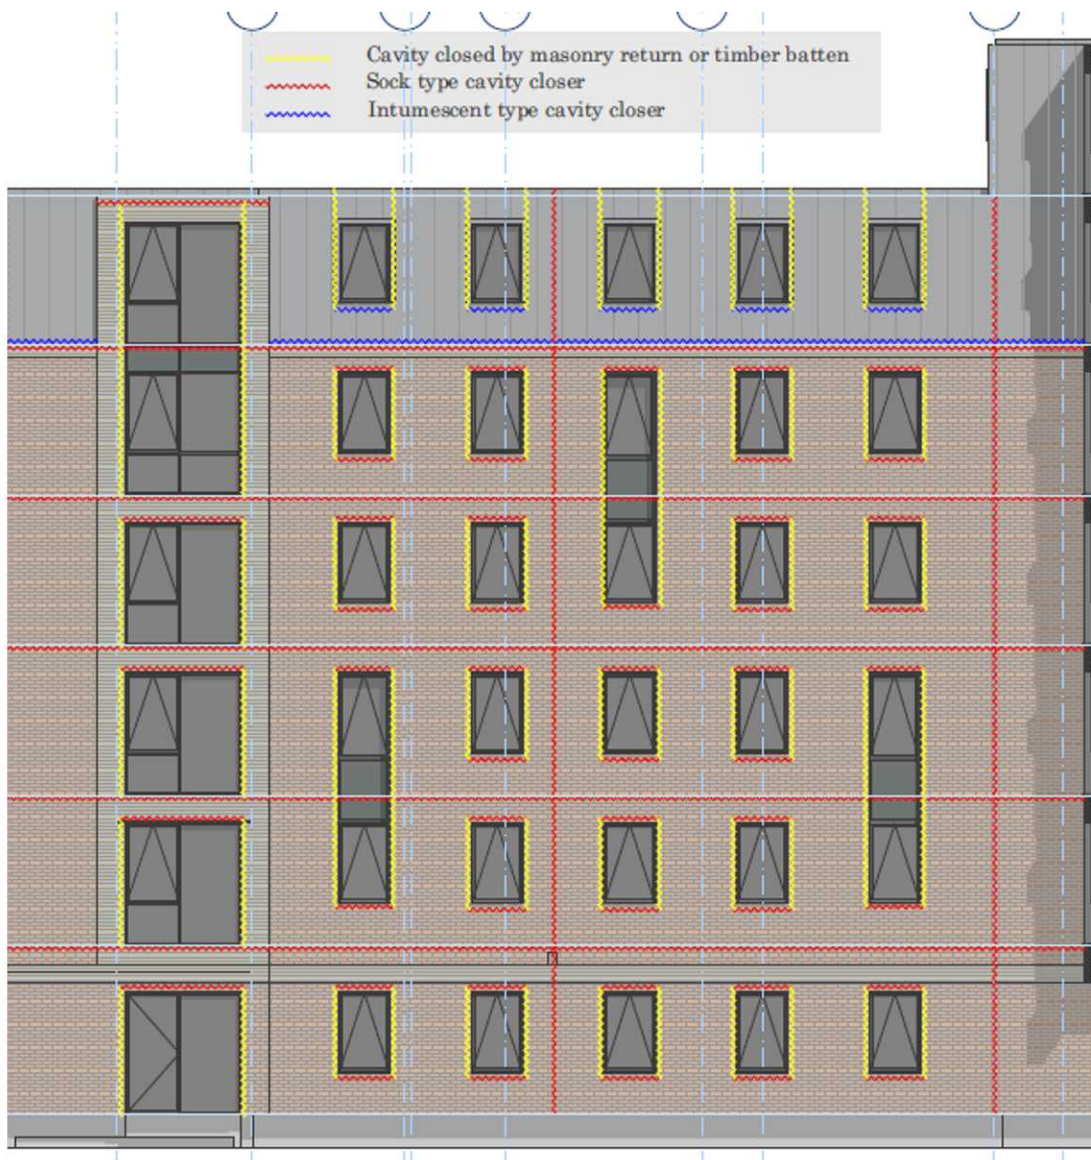 Cavity closed by masonry return or timber batten
Sock type cavity closer
Intumescent type cavity closer